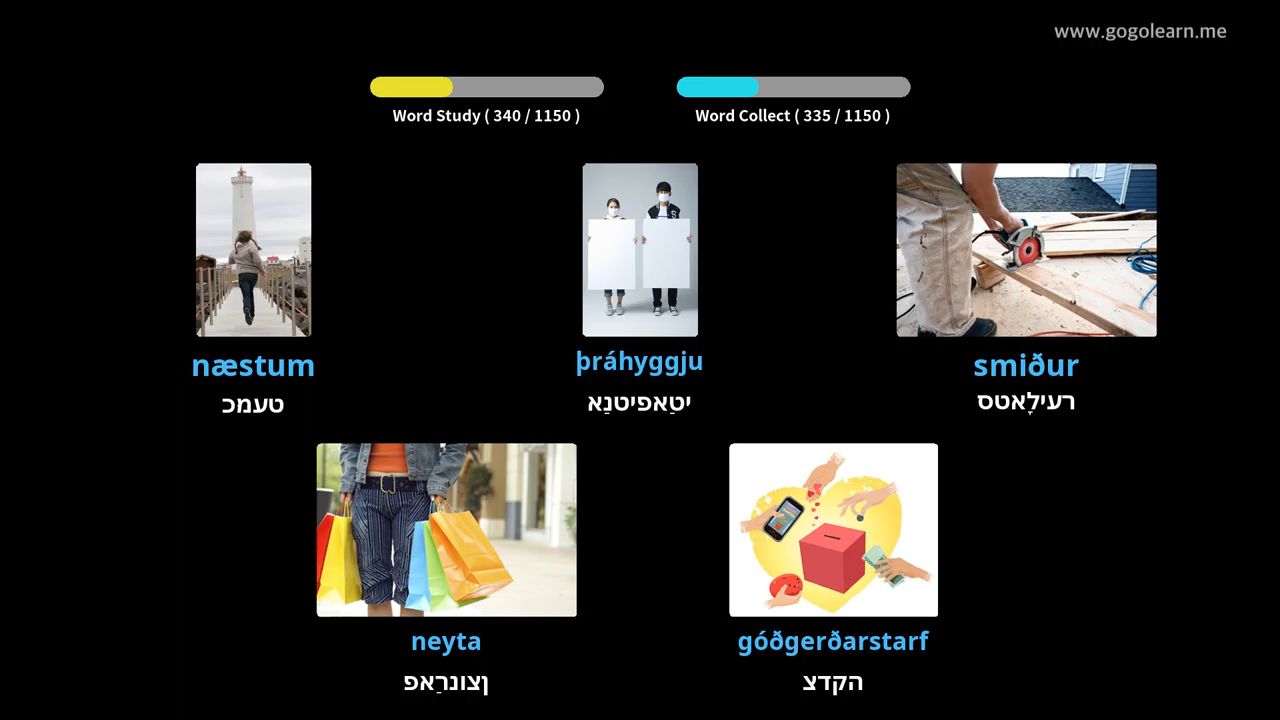 www.gogolearn.me
Word Study ( 340 / 1150 )
Word Collect ( 335 / 1150 )
næstum
טעמכ
þráhyggju
יטַאפיטנַא
smiður
רעילָאטס
neyta
ןצונרַאפ
góðgerðarstarf
הקדצ